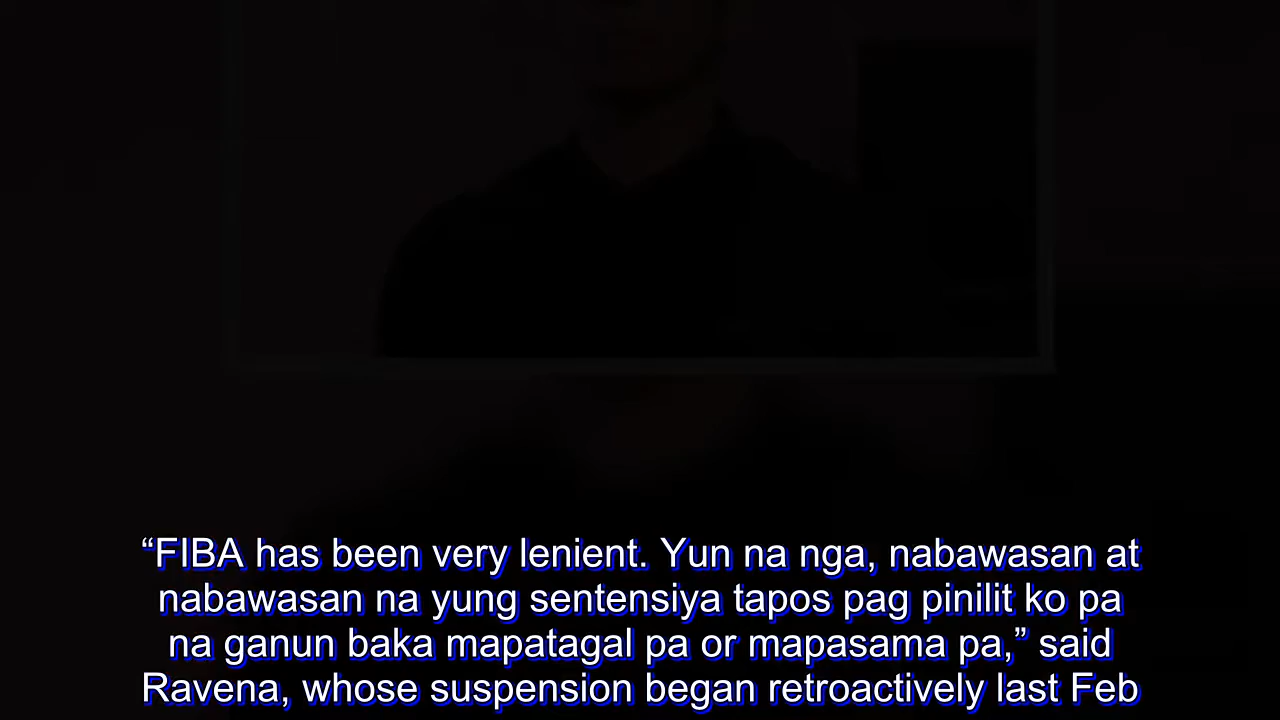 “FIBA has been very lenient. Yun na nga, nabawasan at
nabawasan na yung sentensiya tapos pag pinilit ko pa
na ganun baka mapatagal pa or mapasama pa,” said
Ravena, whose suspension began retroactively last Feb